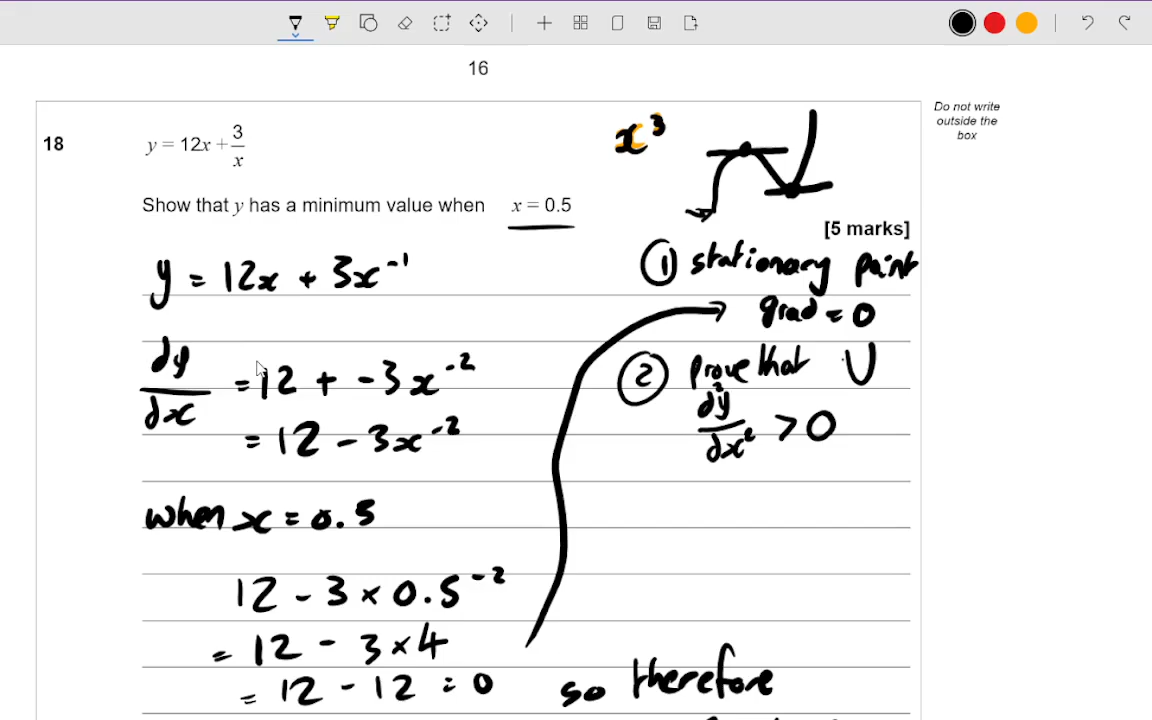 16
Do not write
outside the
box
18
y = 12x + 3/x
x³
Show that y has a minimum value when x = 0.5
[5 marks]
y = 12x + 3x⁻¹
① stationary point
grad = 0
dy/dx = 12 + -3x⁻²
= 12 - 3x⁻²
② prove that U
d²y/dx² > 0
when x = 0.5
12 - 3 × 0.5⁻²
= 12 - 3 × 4
= 12 - 12 = 0
so therefore